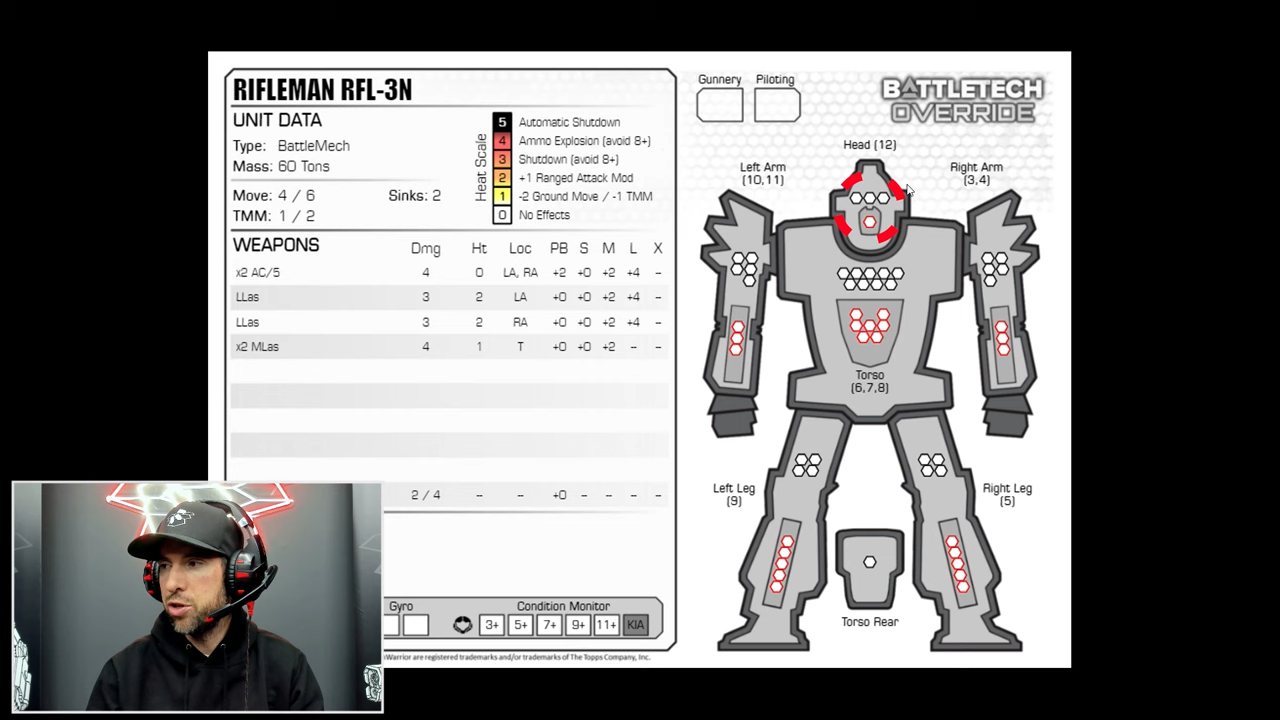 RIFLEMAN RFL-3N
UNIT DATA
Type: BattleMech
Mass: 60 Tons
Move: 4 / 6
Sinks: 2
TMM: 1 / 2
Heat Scale
5 Automatic Shutdown
4 Ammo Explosion (avoid 8+)
3 Shutdown (avoid 8+)
2 +1 Ranged Attack Mod
1 -2 Ground Move / -1 TMM
0 No Effects
WEAPONS Dmg Ht Loc PB S M L X
x2 AC/5 4 0 LA, RA +2 +0 +2 +4 –
LLas 3 2 LA +0 +0 +2 +4 –
LLas 3 2 RA +0 +0 +2 +4 –
x2 MLas 4 1 T +0 +0 +2 – –
2 / 4 – – +0 – – – –
Gyro
Condition Monitor
3+ 5+ 7+ 9+ 11+ KIA
Warrior are registered trademarks and/or trademarks of The Topps Company, Inc.
Gunnery
Piloting
BATTLETECH
OVERRIDE
Head (12)
Left Arm
(10,11)
Right Arm
(3,4)
Torso
(6,7,8)
Left Leg
(9)
Right Leg
(5)
Torso Rear